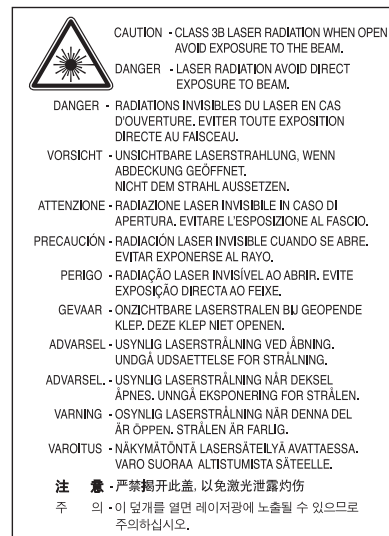 CAUTION - CLASS 3B LASER RADIATION WHEN OPEN
AVOID EXPOSURE TO THE BEAM.
DANGER - LASER RADIATION AVOID DIRECT
EXPOSURE TO BEAM.
DANGER - RADIATIONS INVISIBLES DU LASER EN CAS
D'OUVERTURE. EVITER TOUTE EXPOSITION
DIRECTE AU FAISCEAU.
VORSICHT - UNSICHTBARE LASERSTRAHLUNG, WENN
ABDECKUNG GEÖFFNET.
NICHT DEM STRAHL AUSSETZEN.
ATTENZIONE - RADIAZIONE LASER INVISIBILE IN CASO DI
APERTURA. EVITARE L'ESPOSIZIONE AL FASCIO.
PRECAUCIÓN - RADIACIÓN LASER INVISIBLE CUANDO SE ABRE.
EVITAR EXPONERSE AL RAYO.
PERIGO - RADIAÇÃO LASER INVISÍVEL AO ABRIR. EVITE
EXPOSIÇÃO DIRECTA AO FEIXE.
GEVAAR - ONZICHTBARE LASERSTRALEN BIJ GEOPENDE
KLEP. DEZE KLEP NIET OPENEN.
ADVARSEL - USYNLIG LASERSTRÅLNING VED ÅBNING.
UNDGÅ UDSAETTELSE FOR STRÅLNING.
ADVARSEL. - USYNLIG LASERSTRÅLNING NÅR DEKSEL
ÅPNES. UNNGÅ EKSPONERING FOR STRÅLEN.
VARNING - OSYNLIG LASERSTRÅLNING NÄR DENNA DEL
ÄR ÖPPEN. STRÅLEN ÄR FARLIG.
VAROITUS - NÄKYMÄTÖNTÄ LASERSÄTEILYÄ AVATTAESSA.
VARO SUORAA ALTISTUMISTA SÄTEELLE.
注 意 - 严禁揭开此盖, 以免激光泄露灼伤
주 의 - 이 덮개를 열면 레이저광에 노출될 수 있으므로
주의하십시오.